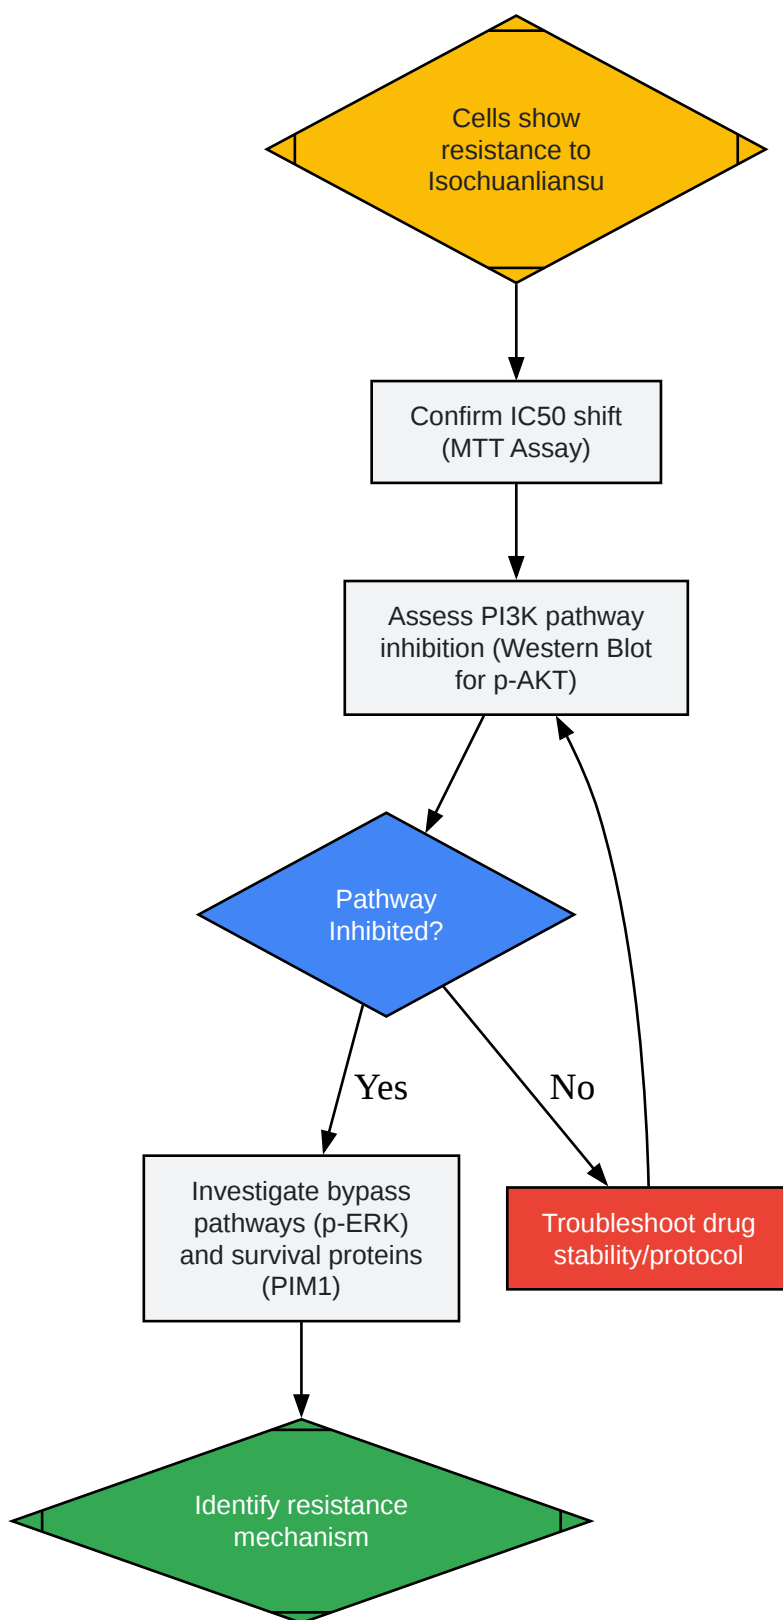 Cells show
resistance to
Isochuanliansu
Confirm IC50 shift
(MTT Assay)
Assess PI3K pathway
inhibition (Western Blot
for p-AKT)
Pathway
Inhibited?
Yes
No
Investigate bypass
pathways (p-ERK)
and survival proteins
(PIM1)
Troubleshoot drug
stability/protocol
Identify resistance
mechanism